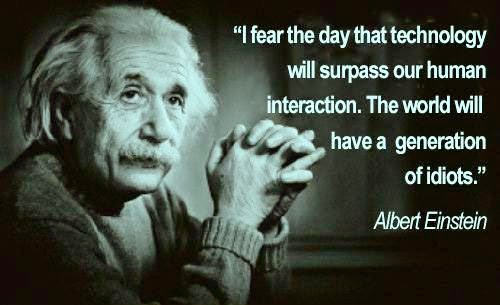 “I fear the day that technology
will surpass our human
interaction. The world will
have a generation
of idiots.”
Albert Einstein